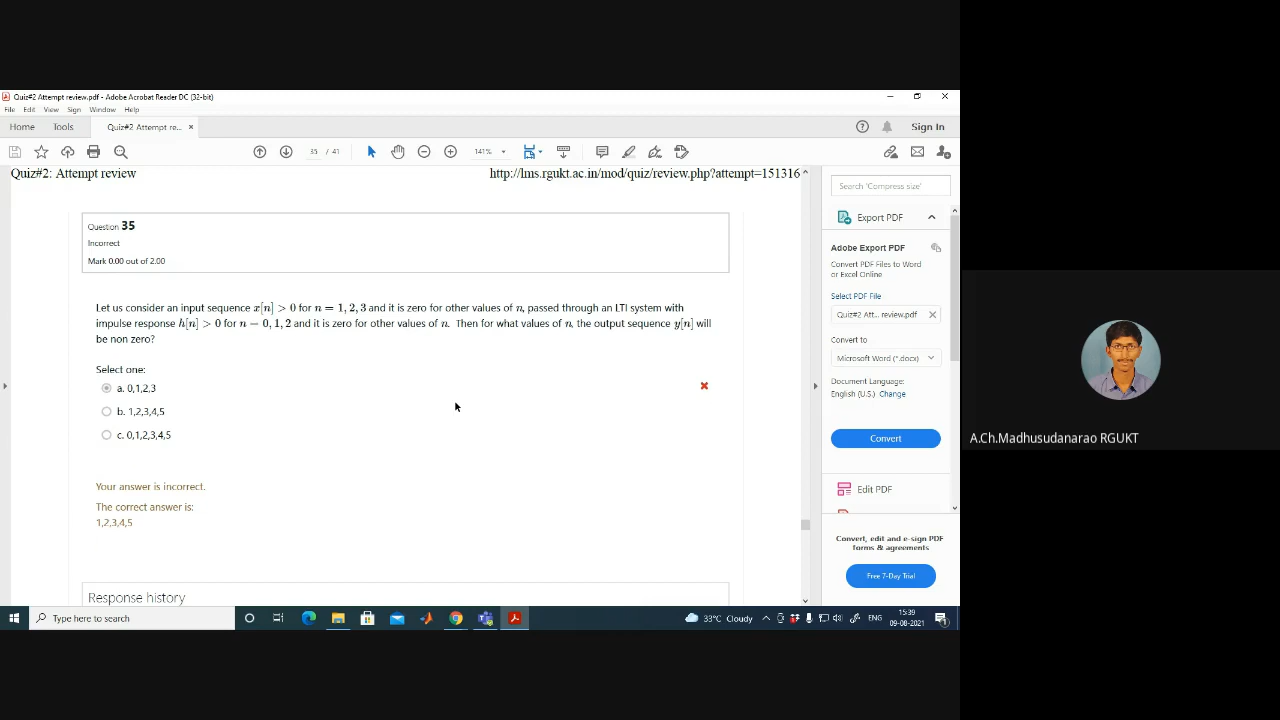 Quiz#2 Attempt review.pdf - Adobe Acrobat Reader DC (32-bit)
File Edit View Sign Window Help
Home Tools Quiz#2 Attempt re... × Sign In
35 / 41 141%
Quiz#2: Attempt review http://lms.rgukt.ac.in/mod/quiz/review.php?attempt=151316
Question 35
Incorrect
Mark 0.00 out of 2.00
Let us consider an input sequence x[n] > 0 for n = 1, 2, 3 and it is zero for other values of n, passed through an LTI system with
impulse response h[n] > 0 for n = 0, 1, 2 and it is zero for other values of n. Then for what values of n, the output sequence y[n] will
be non zero?
Select one:
a. 0,1,2,3
b. 1,2,3,4,5
c. 0,1,2,3,4,5
Your answer is incorrect.
The correct answer is:
1,2,3,4,5
Response history
Search 'Compress size'
Export PDF
Adobe Export PDF
Convert PDF Files to Word
or Excel Online
Select PDF File
Quiz#2 Att... review.pdf
Convert to
Microsoft Word (*.docx)
Document Language:
English (U.S.) Change
Convert
Edit PDF
Convert, edit and e-sign PDF
forms & agreements
Free 7-Day Trial
A.Ch.Madhusudanarao RGUKT
Type here to search
33°C Cloudy
ENG
15:39
09-08-2021